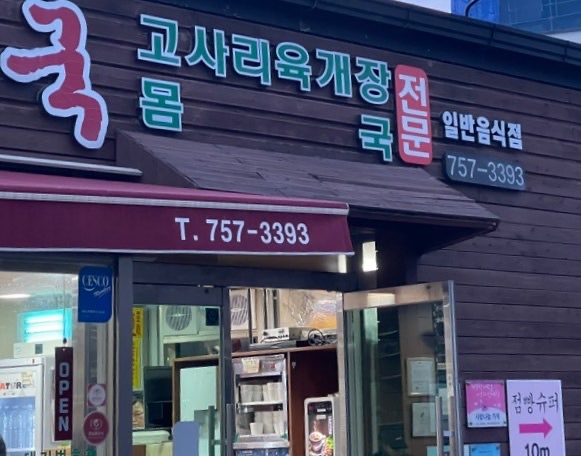 국
고사리육개장
몸국
전문
일반음식점
757-3393
T. 757-3393
CESCO
OPEN
점빵슈퍼
10m